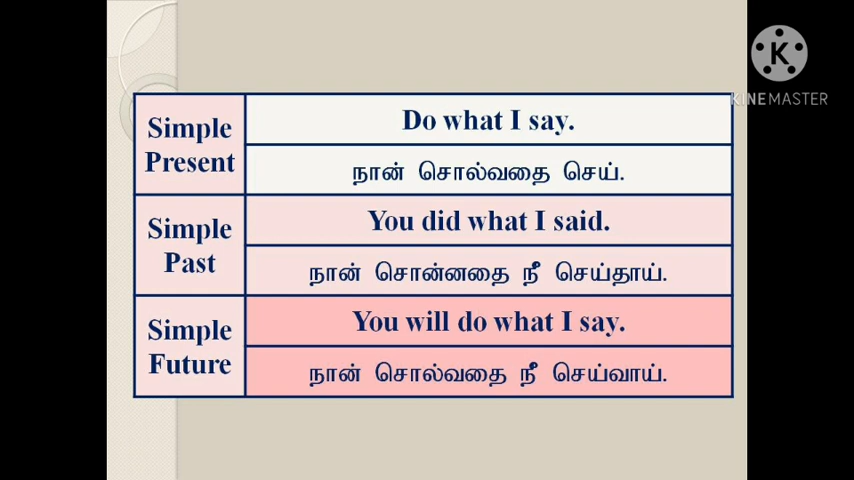 K
KINEMASTER
Simple
Present
Do what I say.
நான் சொல்வதை செய்.
Simple
Past
You did what I said.
நான் சொன்னதை நீ செய்தாய்.
Simple
Future
You will do what I say.
நான் சொல்வதை நீ செய்வாய்.